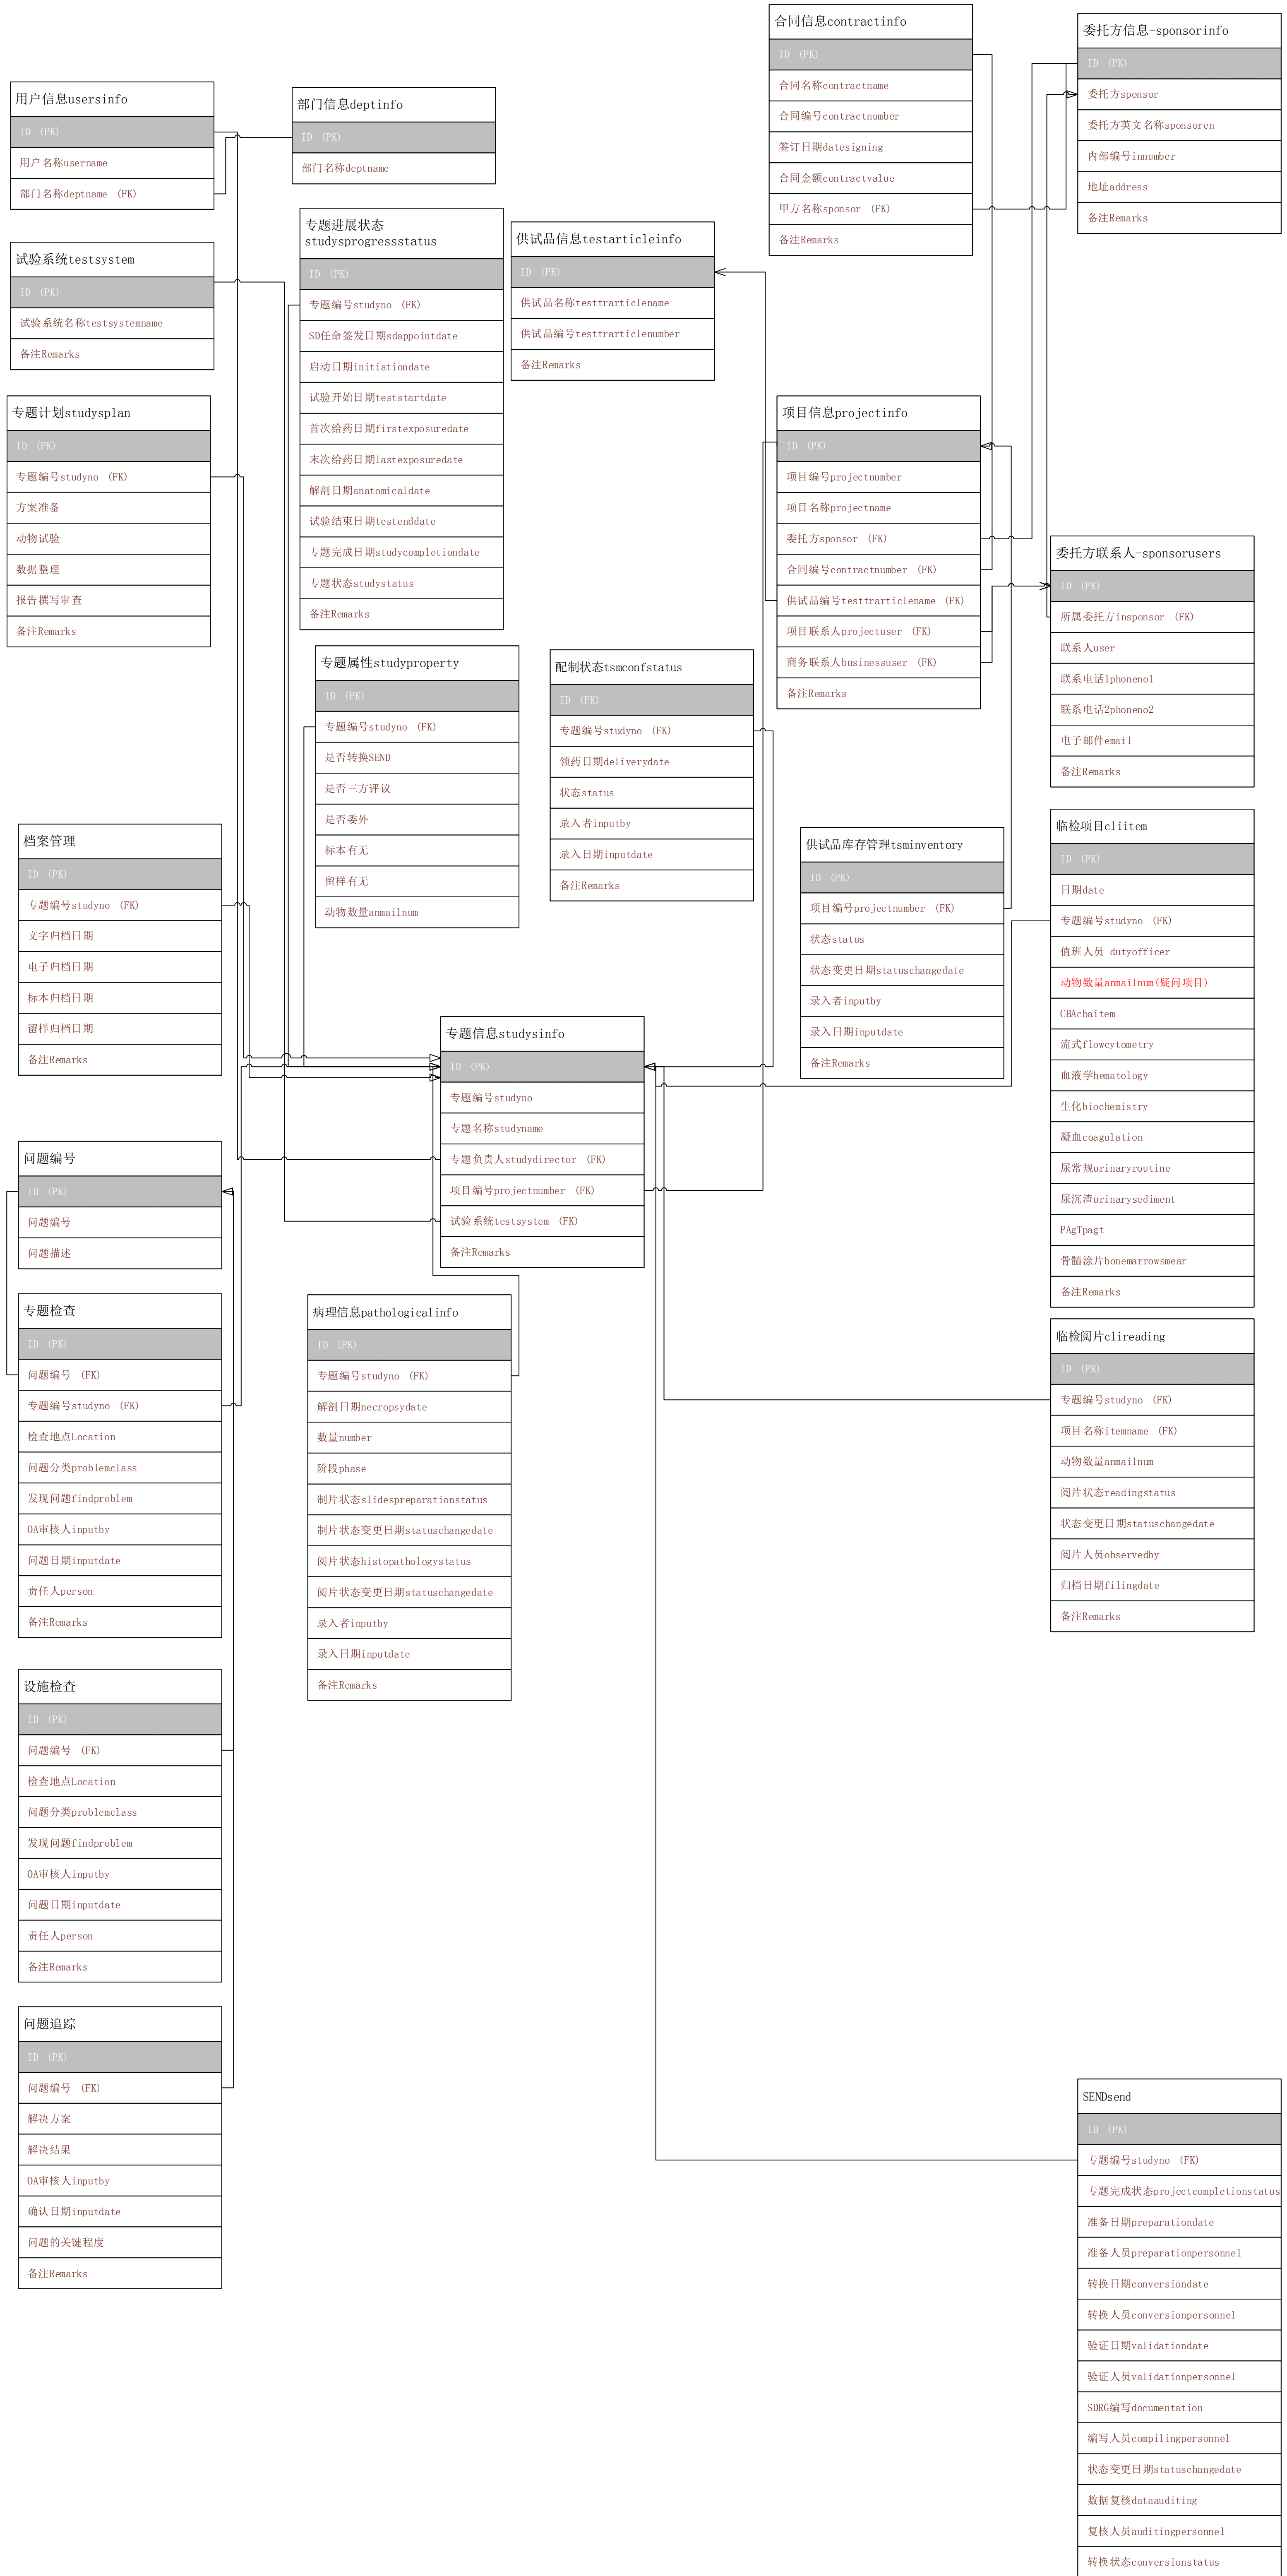 合同信息contractinfo
ID （PK）
合同名称contractname
合同编号contractnumber
签订日期datesigning
合同金额contractvalue
甲方名称sponsor （FK）
备注Remarks
委托方信息-sponsorinfo
ID （PK）
委托方sponsor
委托方英文名称sponsoren
内部编号innumber
地址address
备注Remarks
用户信息usersinfo
ID （PK）
用户名称username
部门名称deptname （FK）
部门信息deptinfo
ID （PK）
部门名称deptname
试验系统testsystem
ID （PK）
试验系统名称testsystemname
备注Remarks
专题进展状态
studysprogressstatus
ID （PK）
专题编号studyno （FK）
SD任命签发日期sdappointdate
启动日期initiationdate
试验开始日期teststartdate
首次给药日期firstexposuredate
末次给药日期lastexposuredate
解剖日期anatomicaldate
试验结束日期testenddate
专题完成日期studycompletiondate
专题状态studystatus
备注Remarks
供试品信息testarticleinfo
ID （PK）
供试品名称testtrarticlename
供试品编号testtrarticlenumber
备注Remarks
专题计划studysplan
ID （PK）
专题编号studyno （FK）
方案准备
动物试验
数据整理
报告撰写审查
备注Remarks
项目信息projectinfo
ID （PK）
项目编号projectnumber
项目名称projectname
委托方sponsor （FK）
合同编号contractnumber （FK）
供试品编号testtrarticlename （FK）
项目联系人projectuser （FK）
商务联系人businessuser （FK）
备注Remarks
委托方联系人-sponsorusers
ID （PK）
所属委托方insponsor （FK）
联系人user
联系电话1phoneno1
联系电话2phoneno2
电子邮件email
备注Remarks
专题属性studyproperty
ID （PK）
专题编号studyno （FK）
是否转换SEND
是否三方评议
是否委外
标本有无
留样有无
动物数量anmailnum
配制状态tsmconfstatus
ID （PK）
专题编号studyno （FK）
领药日期deliverydate
状态status
录入者inputby
录入日期inputdate
备注Remarks
档案管理
ID （PK）
专题编号studyno （FK）
文字归档日期
电子归档日期
标本归档日期
留样归档日期
备注Remarks
供试品库存管理tsminventory
ID （PK）
项目编号projectnumber （FK）
状态status
状态变更日期statuschangedate
录入者inputby
录入日期inputdate
备注Remarks
临检项目cliitem
ID （PK）
日期date
专题编号studyno （FK）
值班人员 dutyofficer
动物数量anmailnum(疑问项目)
CBAcbaitem
流式flowcytometry
血液学hematology
生化biochemistry
凝血coagulation
尿常规urinaryroutine
尿沉渣urinarysediment
PAgTpagt
骨髓涂片bonemarrowsmear
备注Remarks
专题信息studysinfo
ID （PK）
专题编号studyno
专题名称studyname
专题负责人studydirector （FK）
项目编号projectnumber （FK）
试验系统testsystem （FK）
备注Remarks
问题编号
ID （PK）
问题编号
问题描述
专题检查
ID （PK）
问题编号 （FK）
专题编号studyno （FK）
检查地点Location
问题分类problemclass
发现问题findproblem
OA审核人inputby
问题日期inputdate
责任人person
备注Remarks
病理信息pathologicalinfo
ID （PK）
专题编号studyno （FK）
解剖日期necropsydate
数量number
阶段phase
制片状态slidespreparationstatus
制片状态变更日期statuschangedate
阅片状态histopathologystatus
阅片状态变更日期statuschangedate
录入者inputby
录入日期inputdate
备注Remarks
临检阅片clireading
ID （PK）
专题编号studyno （FK）
项目名称itemname （FK）
动物数量anmailnum
阅片状态readingstatus
状态变更日期statuschangedate
阅片人员observedby
归档日期filingdate
备注Remarks
设施检查
ID （PK）
问题编号 （FK）
检查地点Location
问题分类problemclass
发现问题findproblem
OA审核人inputby
问题日期inputdate
责任人person
备注Remarks
问题追踪
ID （PK）
问题编号 （FK）
解决方案
解决结果
OA审核人inputby
确认日期inputdate
问题的关键程度
备注Remarks
SENDsend
ID （PK）
专题编号studyno （FK）
专题完成状态projectcompletionstatus
准备日期preparationdate
准备人员preparationpersonnel
转换日期conversiondate
转换人员conversionpersonnel
验证日期validationdate
验证人员validationpersonnel
SDRG编写documentation
编写人员compilingpersonnel
状态变更日期statuschangedate
数据复核dataauditing
复核人员auditingpersonnel
转换状态conversionstatus